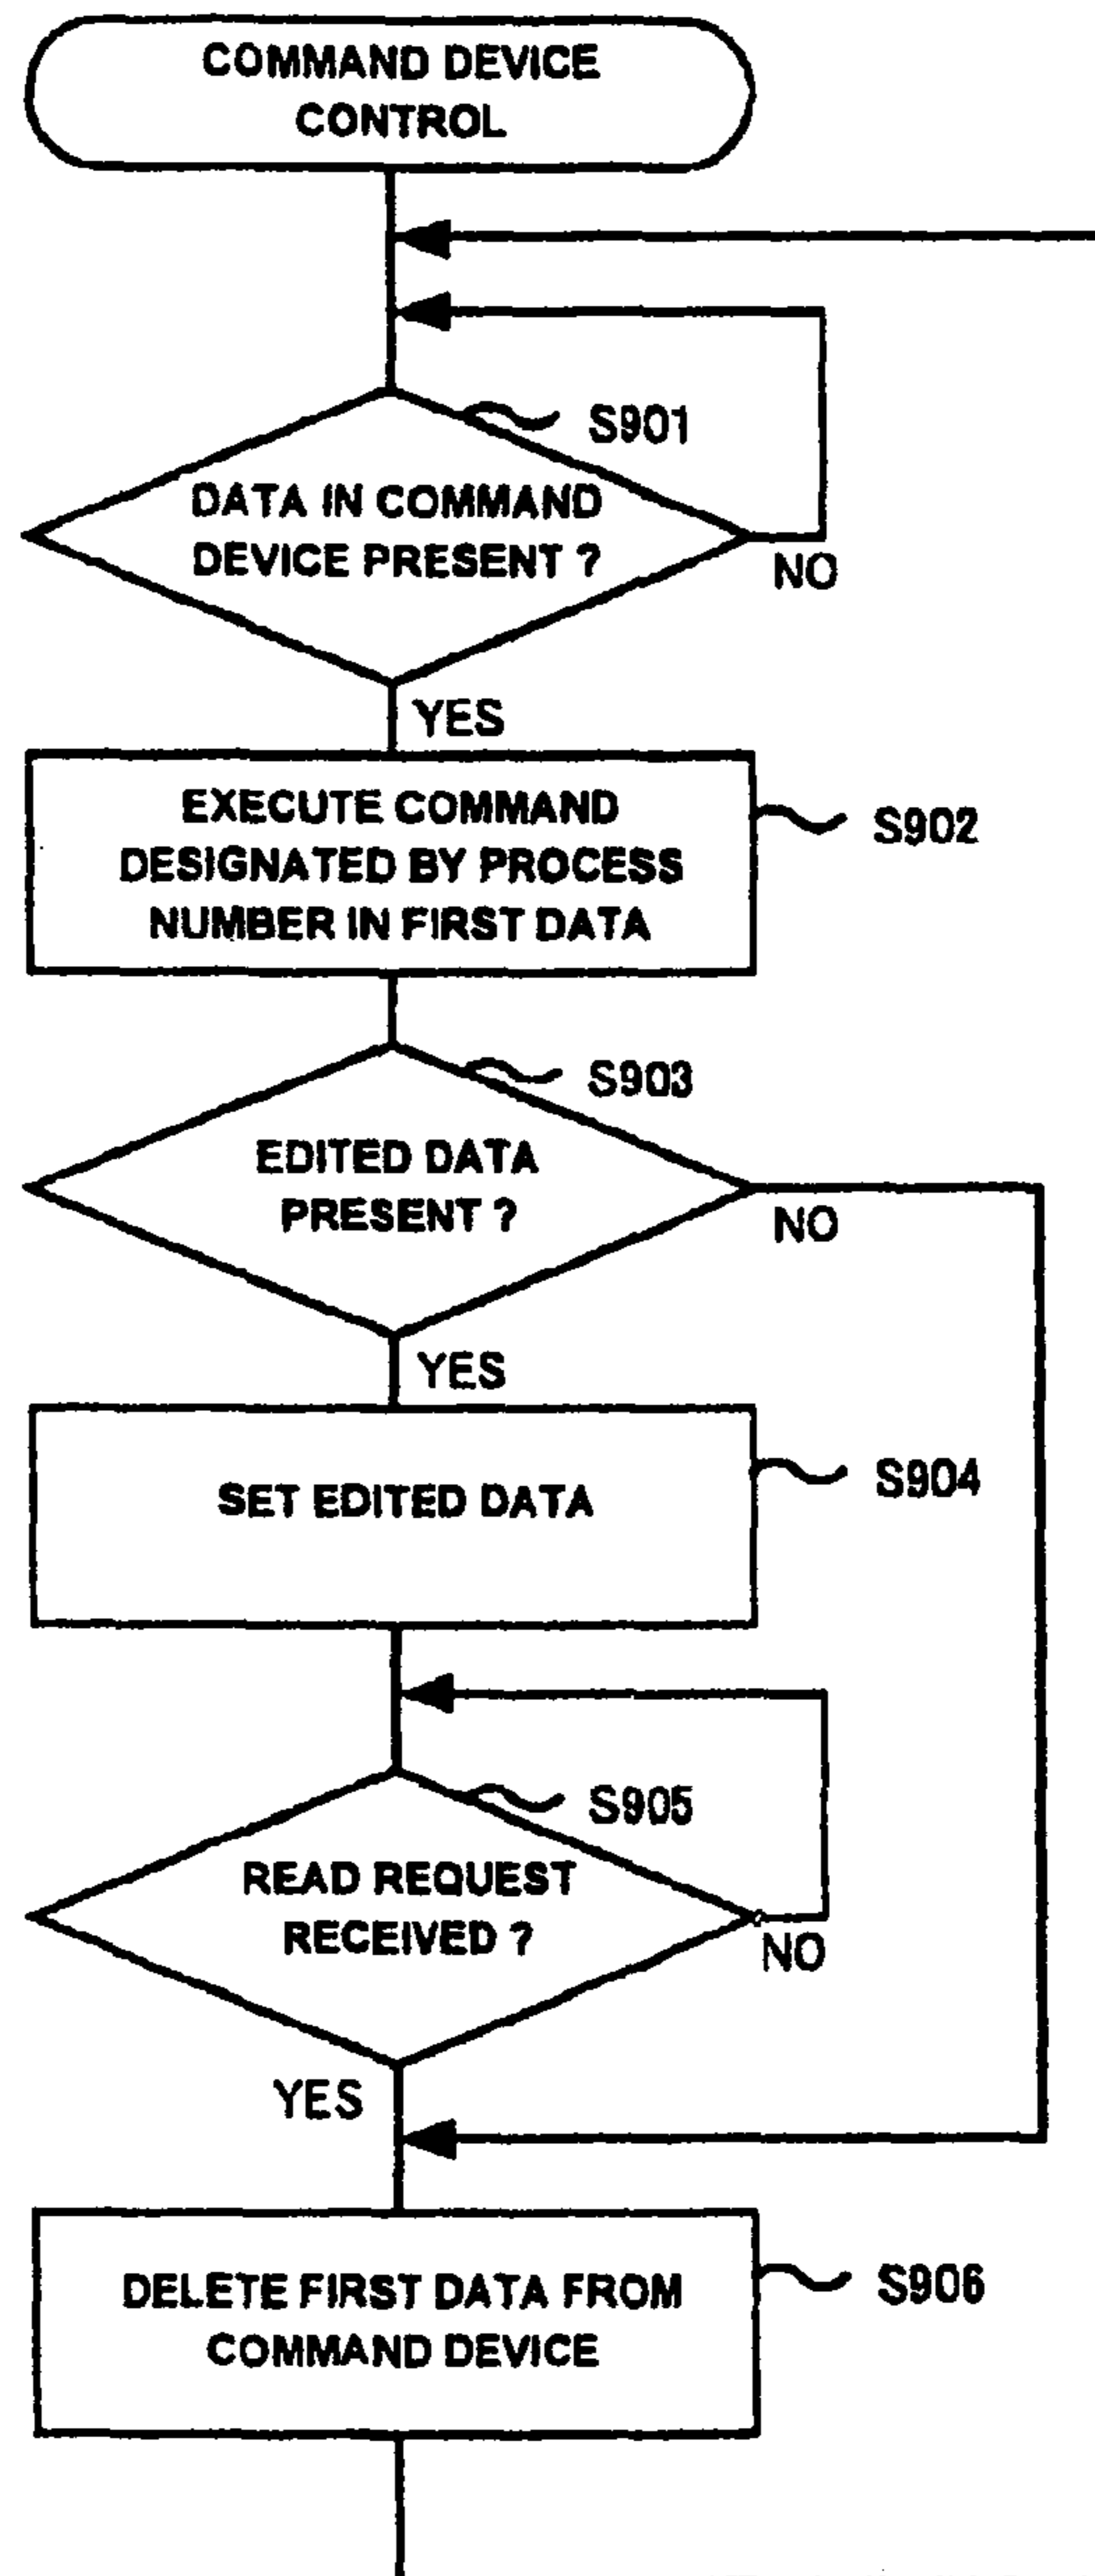 COMMAND DEVICE
CONTROL
S901
DATA IN COMMAND
DEVICE PRESENT ?
NO
YES
EXECUTE COMMAND
DESIGNATED BY PROCESS
NUMBER IN FIRST DATA
S902
S903
EDITED DATA
PRESENT ?
NO
YES
SET EDITED DATA
S904
S905
READ REQUEST
RECEIVED ?
NO
YES
DELETE FIRST DATA FROM
COMMAND DEVICE
S906